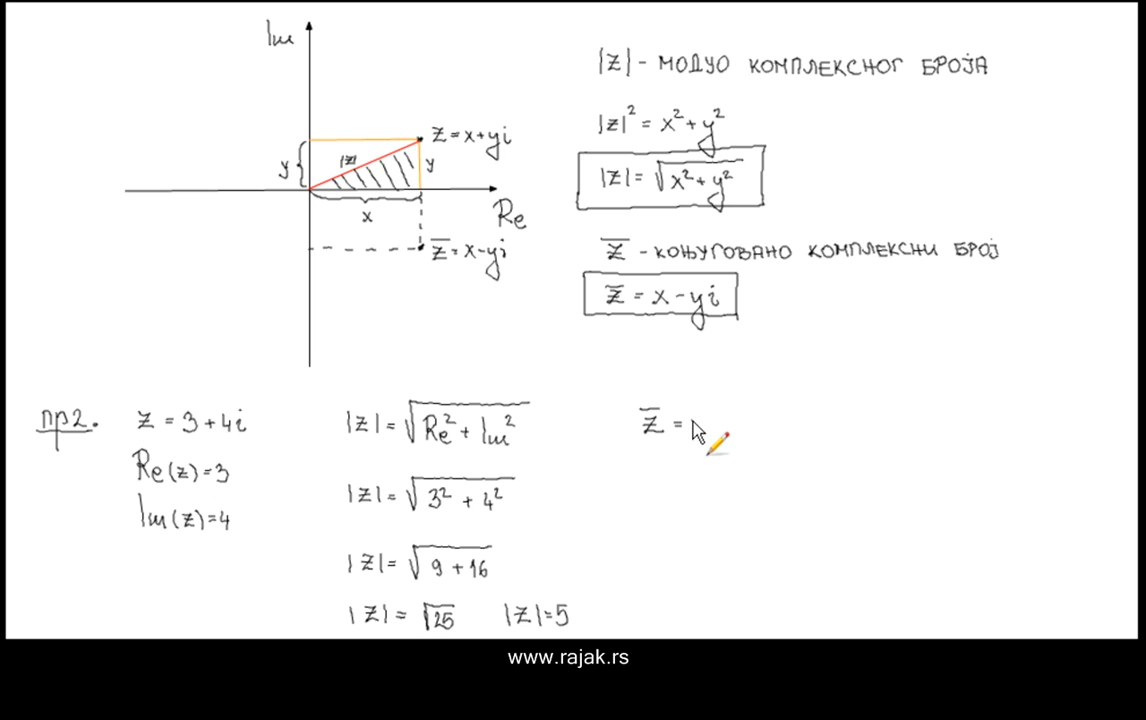 Im
z = x+yi
|z|
y
y
x
Re
z̅ = x-yi
|z| - МОДУО КОМПЛЕКСНОГ БРОЈА
|z|² = x²+y²
|z| = √x²+y²
z̅ - КОЊУГОВАНО КОМПЛЕКСНИ БРОЈ
z̅ = x-yi
пр2.
z = 3+4i
Re(z)=3
Im(z)=4
|z| = √Re²+Im²
|z| = √3²+4²
|z| = √9+16
|z| = √25 |z|=5
z̅ =
www.rajak.rs